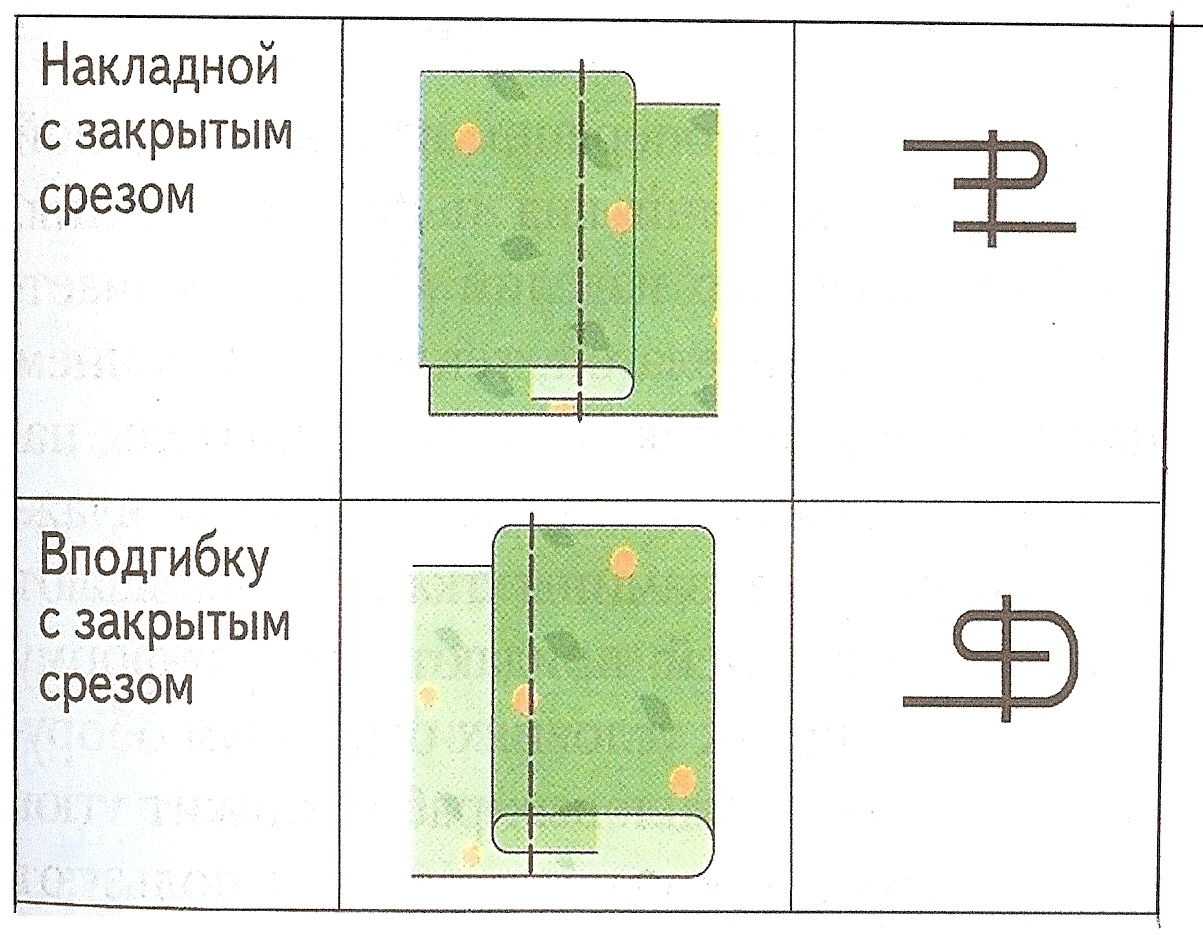 Накладной
с закрытым
срезом
Вподгибку
с закрытым
срезом